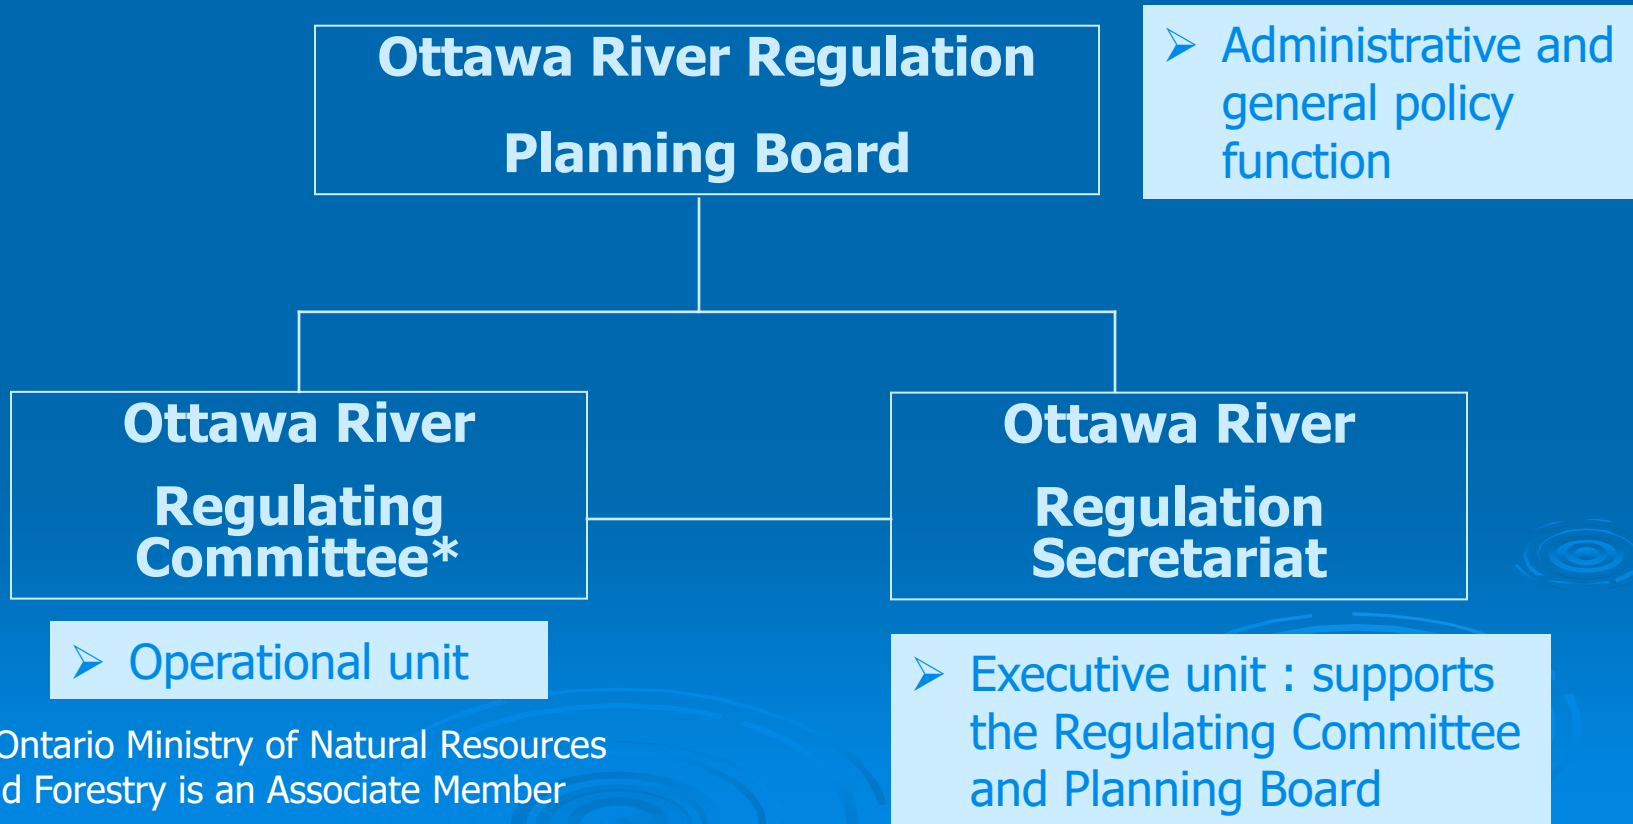 Ottawa River Regulation
Planning Board
➢ Administrative and
general policy
function
Ottawa River
Regulating
Committee*
Ottawa River
Regulation
Secretariat
➢ Operational unit
Ontario Ministry of Natural Resources
d Forestry is an Associate Member
➢ Executive unit : supports
the Regulating Committee
and Planning Board